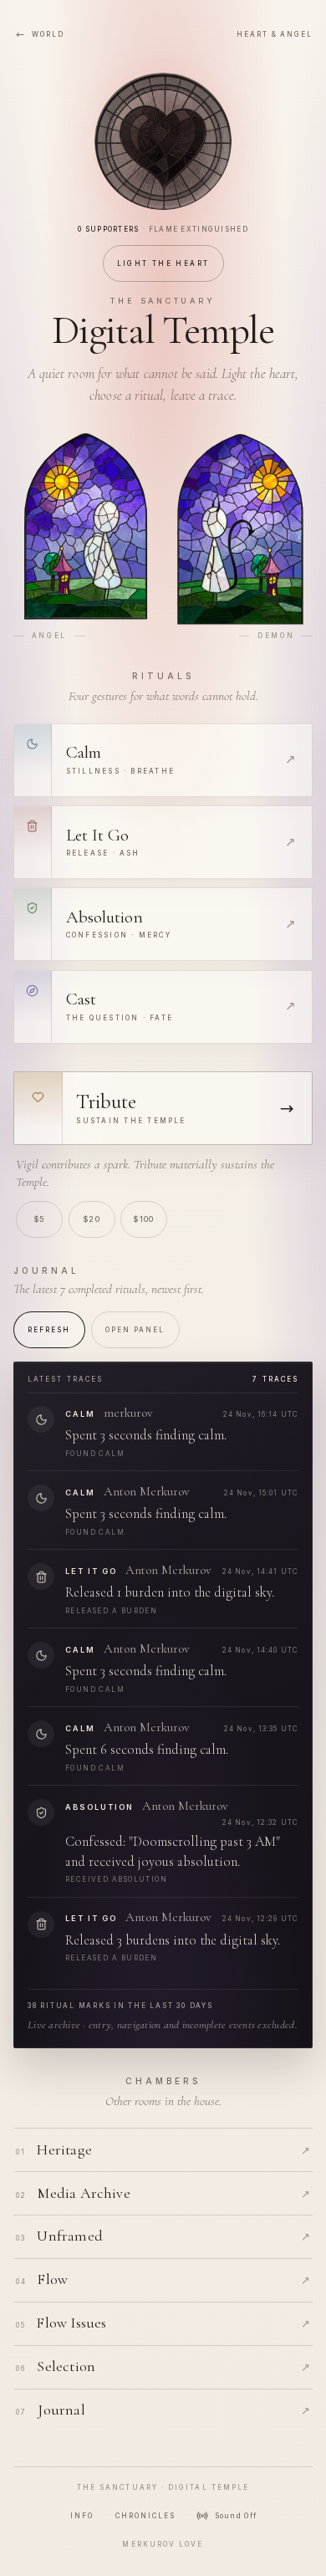 ← WORLD
HEART & ANGEL
0 SUPPORTERS · FLAME EXTINGUISHED
LIGHT THE HEART
THE SANCTUARY
Digital Temple
A quiet room for what cannot be said. Light the heart,
choose a ritual, leave a trace.
ANGEL
DEMON
RITUALS
Four gestures for what words cannot hold.
Calm
STILLNESS · BREATHE
Let It Go
RELEASE · ASH
Absolution
CONFESSION · MERCY
Cast
THE QUESTION · FATE
Tribute
SUSTAIN THE TEMPLE
Vigil contributes a spark. Tribute materially sustains the
Temple.
$5
$20
$100
JOURNAL
The latest 7 completed rituals, newest first.
REFRESH
OPEN PANEL
LATEST TRACES
7 TRACES
CALM merkurov 24 Nov, 16:14 UTC
Spent 3 seconds finding calm.
FOUND CALM
CALM Anton Merkurov 24 Nov, 15:01 UTC
Spent 3 seconds finding calm.
FOUND CALM
LET IT GO Anton Merkurov 24 Nov, 14:41 UTC
Released 1 burden into the digital sky.
RELEASED A BURDEN
CALM Anton Merkurov 24 Nov, 14:40 UTC
Spent 3 seconds finding calm.
FOUND CALM
CALM Anton Merkurov 24 Nov, 13:35 UTC
Spent 6 seconds finding calm.
FOUND CALM
ABSOLUTION Anton Merkurov
24 Nov, 12:32 UTC
Confessed: "Doomscrolling past 3 AM"
and received joyous absolution.
RECEIVED ABSOLUTION
LET IT GO Anton Merkurov 24 Nov, 12:29 UTC
Released 3 burdens into the digital sky.
RELEASED A BURDEN
38 RITUAL MARKS IN THE LAST 30 DAYS
Live archive · entry, navigation and incomplete events excluded.
CHAMBERS
Other rooms in the house.
01 Heritage
02 Media Archive
03 Unframed
04 Flow
05 Flow Issues
06 Selection
07 Journal
THE SANCTUARY · DIGITAL TEMPLE
INFO
CHRONICLES
Sound Off
MERKUROV LOVE